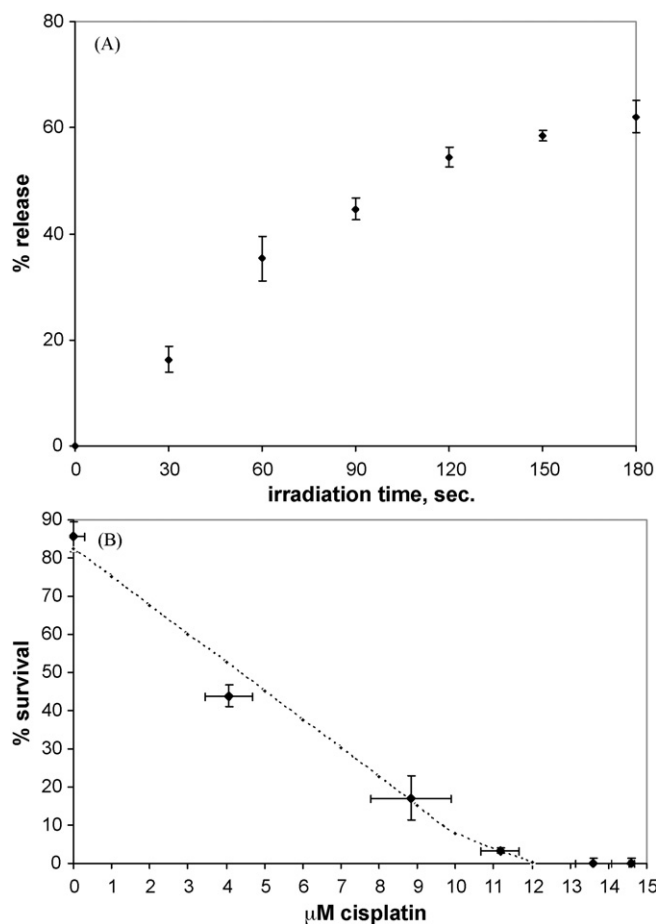 80
(A)
60
40
20
0
% release
0 30 60 90 120 150 180
irradiation time, sec.
90
(B)
80
70
60
50
40
30
20
10
0
% survival
0 1 2 3 4 5 6 7 8 9 10 11 12 13 14 15
μM cisplatin